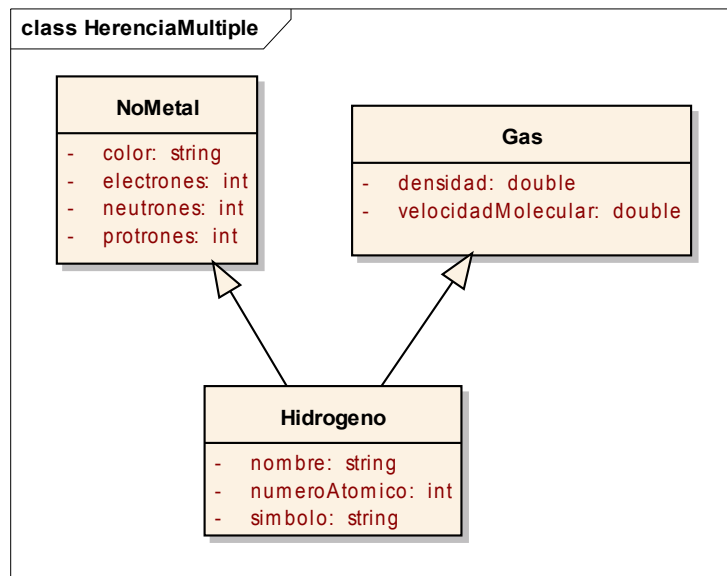 class HerenciaMultiple
NoMetal
- color: string
- electrones: int
- neutrones: int
- protrones: int
Gas
- densidad: double
- velocidadMolecular: double
Hidrogeno
- nombre: string
- numeroAtomico: int
- simbolo: string